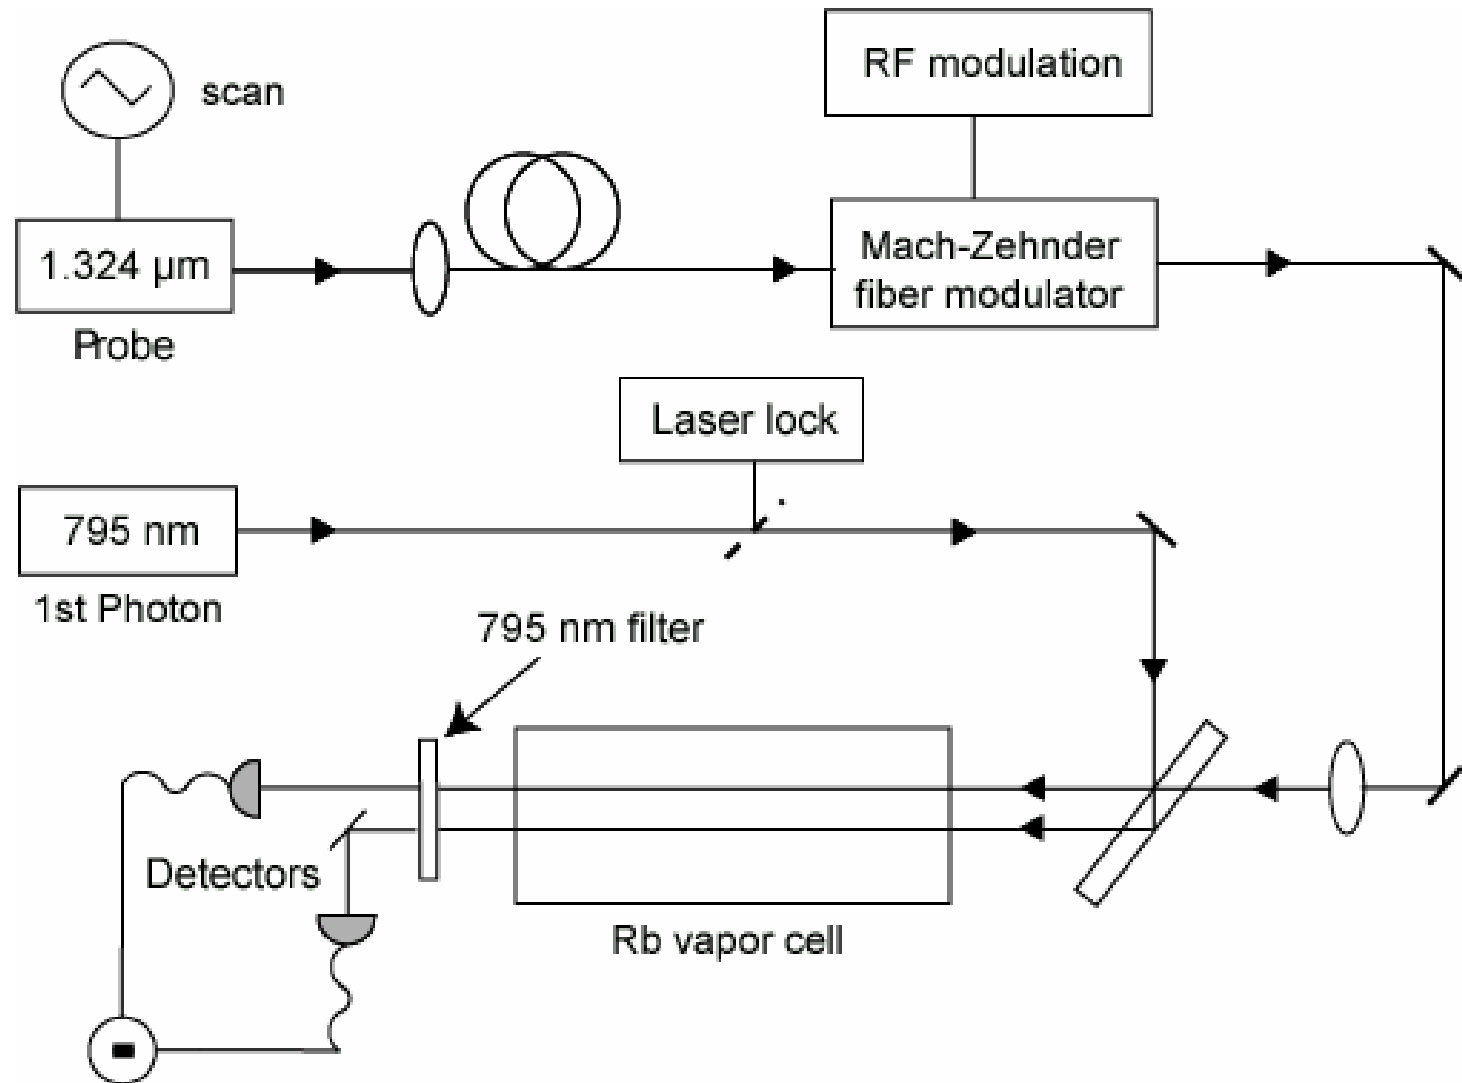 scan
RF modulation
1.324 µm
Probe
Mach-Zehnder
fiber modulator
Laser lock
795 nm
1st Photon
795 nm filter
Detectors
Rb vapor cell